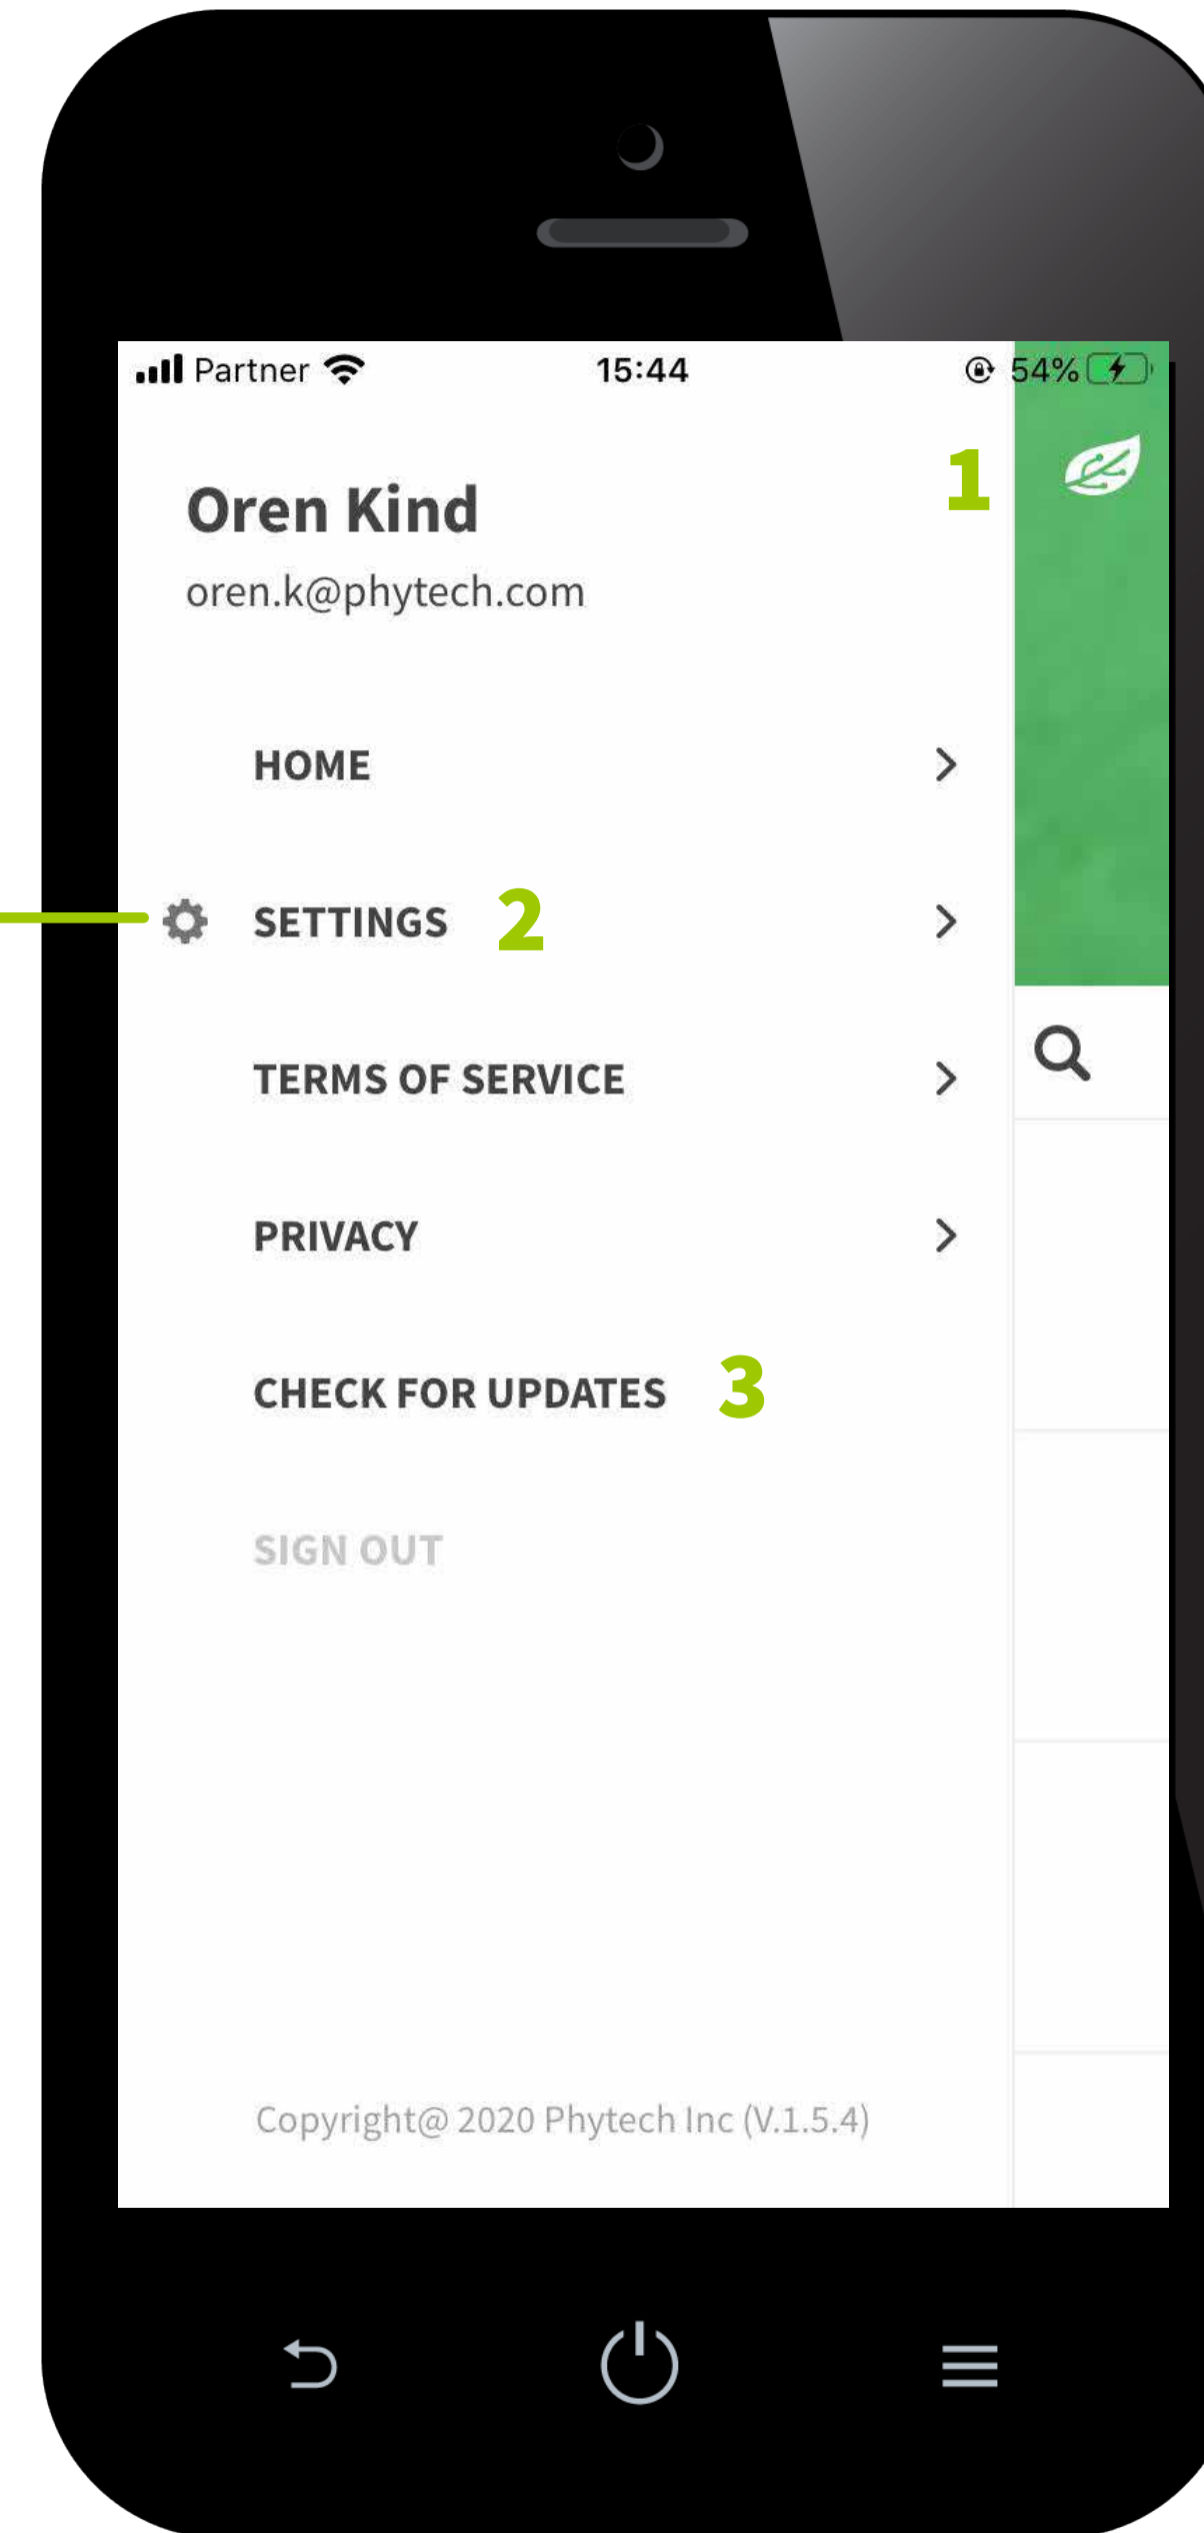 Partner 15:44 54%
1
Oren Kind
oren.k@phytech.com
HOME
SETTINGS 2
TERMS OF SERVICE
PRIVACY
CHECK FOR UPDATES 3
SIGN OUT
Copyright@ 2020 Phytech Inc (V.1.5.4)